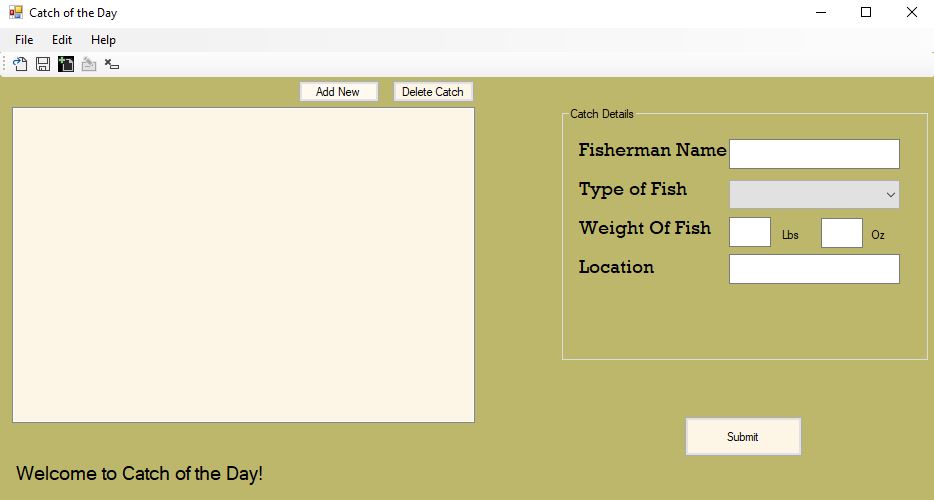 Catch of the Day
File Edit Help
Add New Delete Catch
Catch Details
Fisherman Name
Type of Fish
Weight Of Fish Lbs Oz
Location
Submit
Welcome to Catch of the Day!